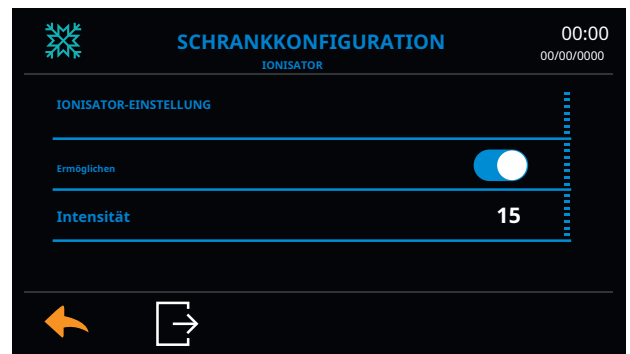 SCHRANKKONFIGURATION
00:00
IONISATOR
00/00/0000
IONISATOR-EINSTELLUNG
Ermöglichen
Intensität
15